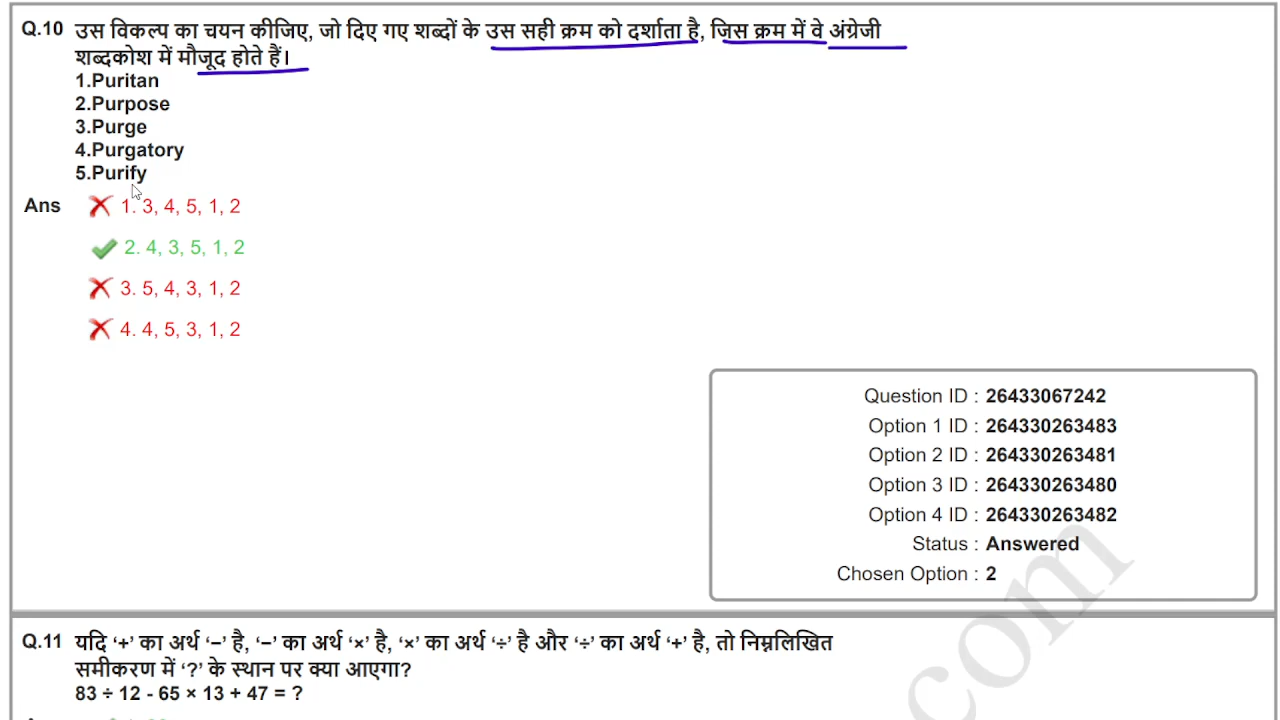 Q.10 उस विकल्प का चयन कीजिए, जो दिए गए शब्दों के उस सही क्रम को दर्शाता है, जिस क्रम में वे अंग्रेजी
शब्दकोश में मौजूद होते हैं।
1.Puritan
2.Purpose
3.Purge
4.Purgatory
5.Purify
Ans 1. 3, 4, 5, 1, 2
2. 4, 3, 5, 1, 2
3. 5, 4, 3, 1, 2
4. 4, 5, 3, 1, 2
Question ID : 26433067242
Option 1 ID : 264330263483
Option 2 ID : 264330263481
Option 3 ID : 264330263480
Option 4 ID : 264330263482
Status : Answered
Chosen Option : 2
.com
Q.11 यदि ‘+’ का अर्थ ‘−’ है, ‘−’ का अर्थ ‘×’ है, ‘×’ का अर्थ ‘÷’ है और ‘÷’ का अर्थ ‘+’ है, तो निम्नलिखित
समीकरण में ‘?’ के स्थान पर क्या आएगा?
83 ÷ 12 - 65 × 13 + 47 = ?